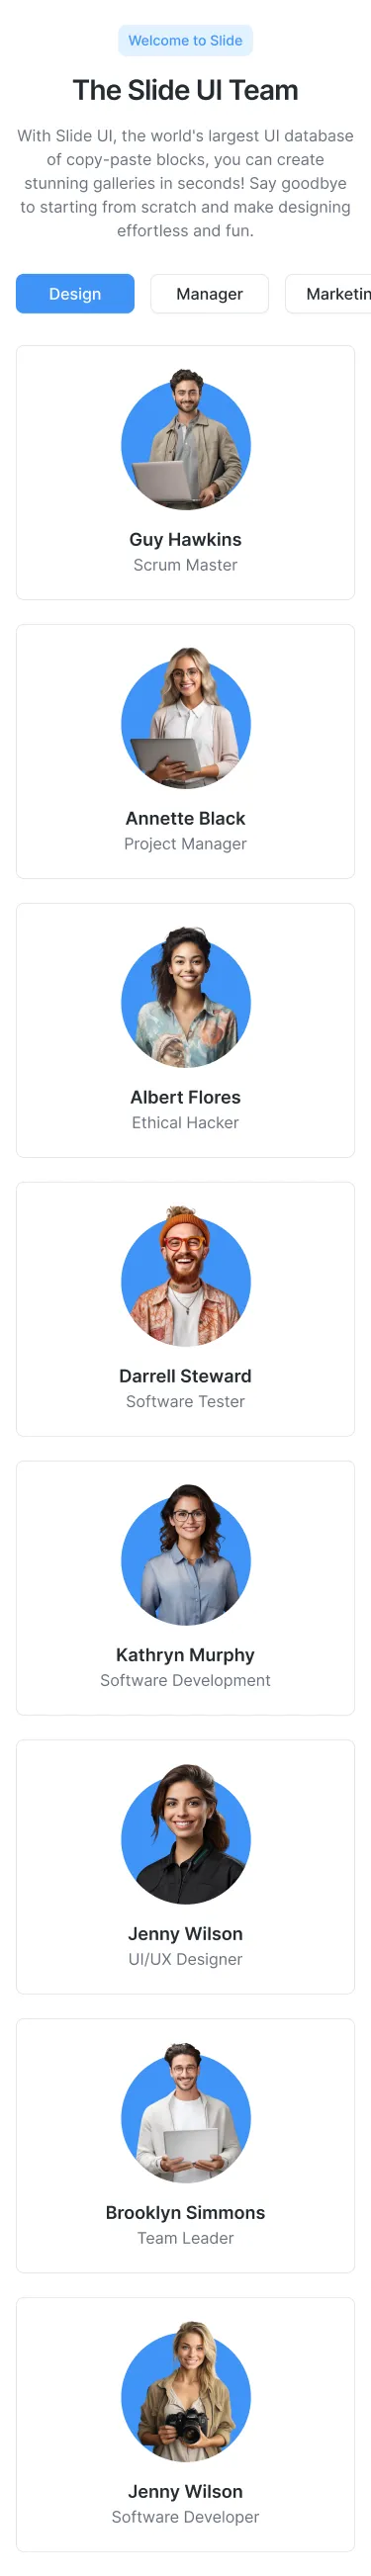 Welcome to Slide
The Slide UI Team
With Slide UI, the world's largest UI database
of copy-paste blocks, you can create
stunning galleries in seconds! Say goodbye
to starting from scratch and make designing
effortless and fun.
Design
Manager
Marketin
Guy Hawkins
Scrum Master
Annette Black
Project Manager
Albert Flores
Ethical Hacker
Darrell Steward
Software Tester
Kathryn Murphy
Software Development
Jenny Wilson
UI/UX Designer
Brooklyn Simmons
Team Leader
Jenny Wilson
Software Developer